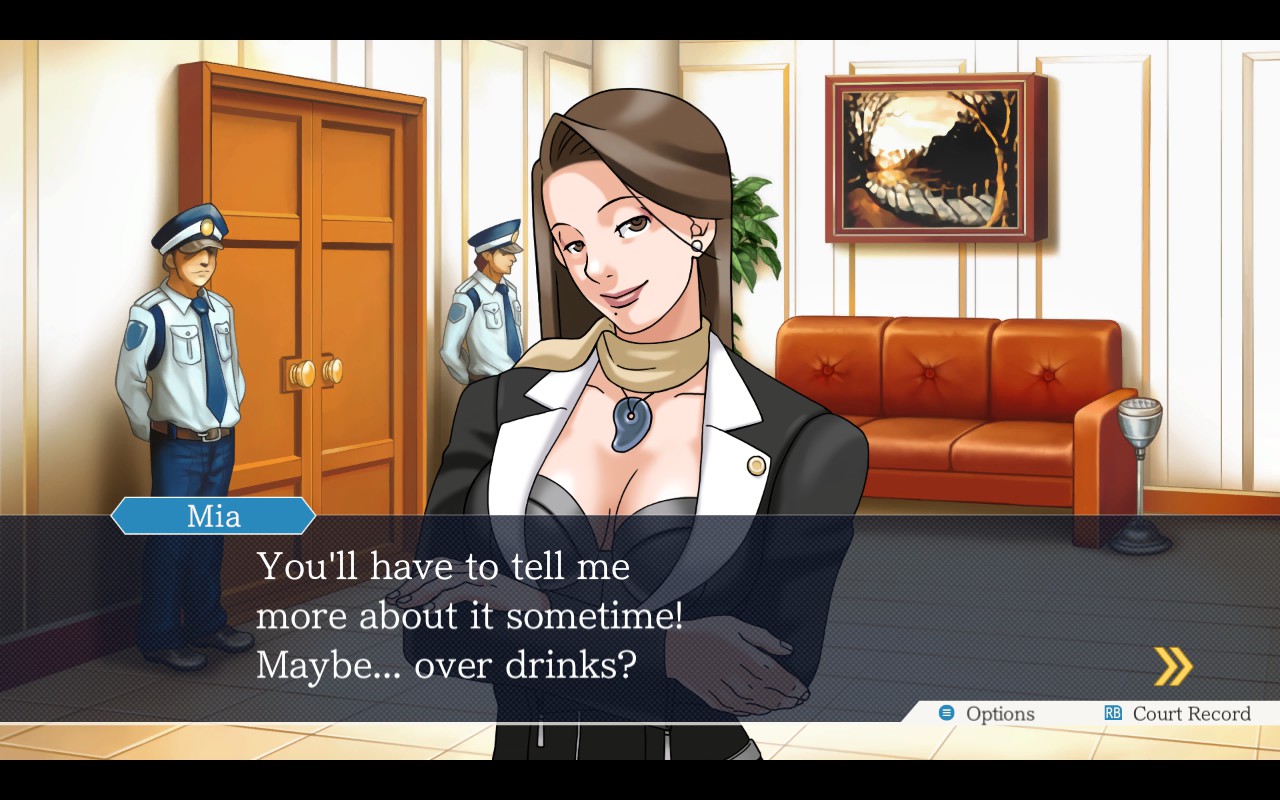 Mia
You'll have to tell me
more about it sometime!
Maybe... over drinks?
Options
RB Court Record